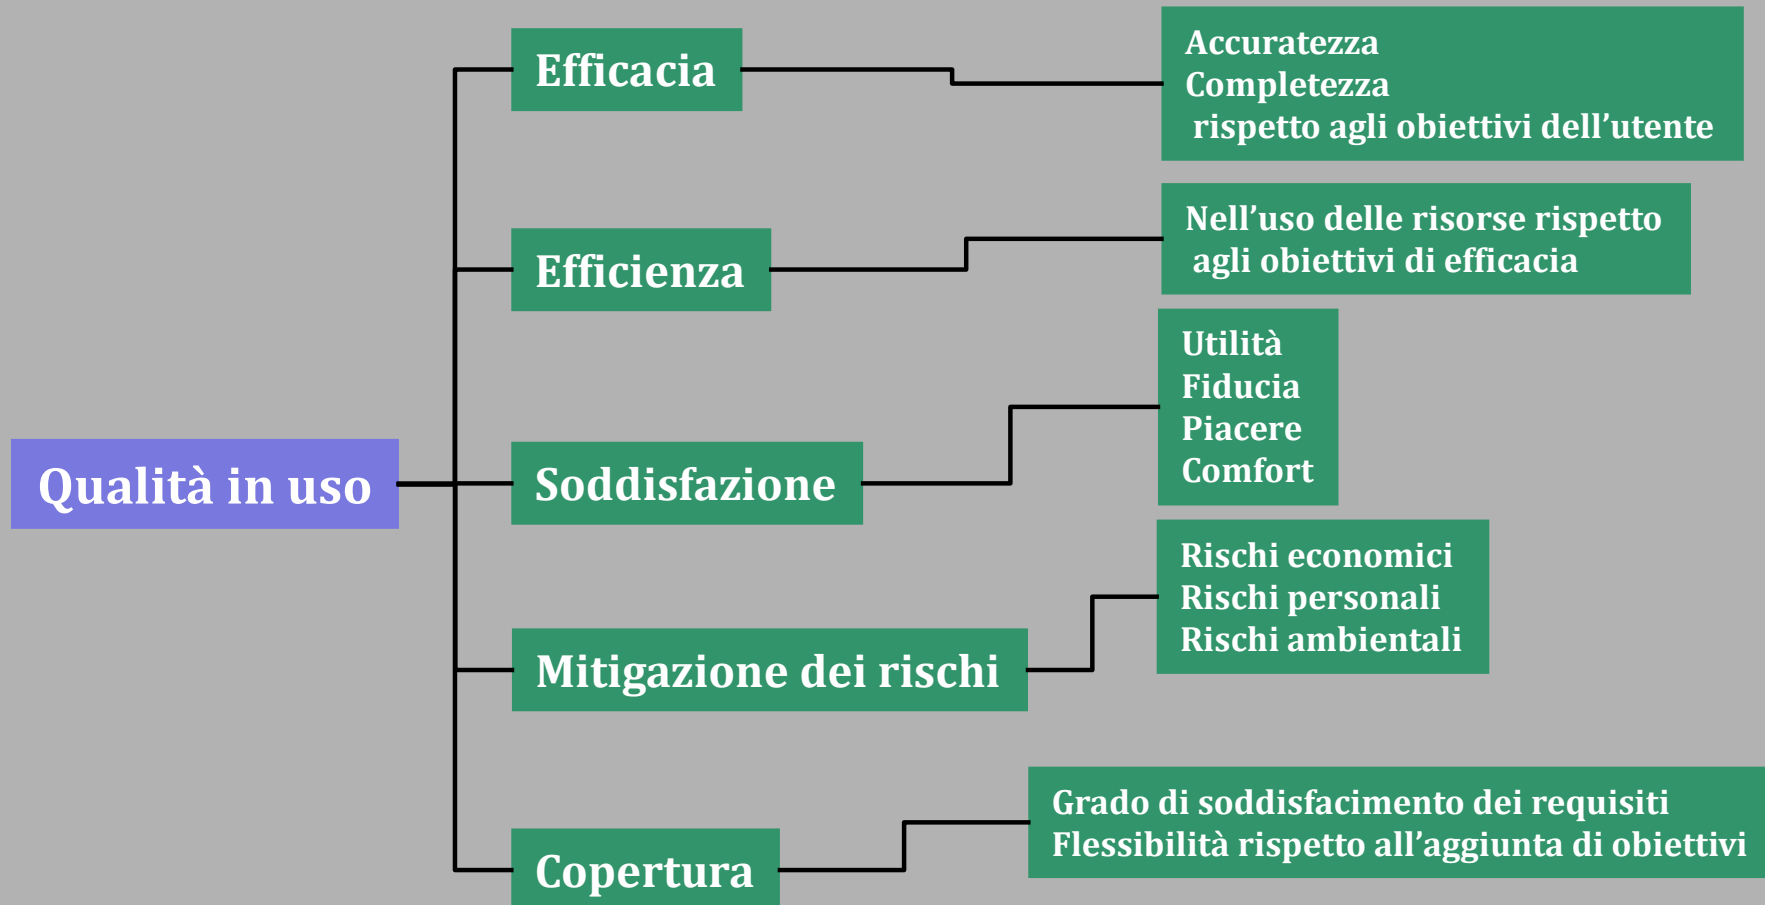 Qualità in uso
Efficacia
Accuratezza
Completezza
rispetto agli obiettivi dell’utente
Efficienza
Nell’uso delle risorse rispetto
agli obiettivi di efficacia
Soddisfazione
Utilità
Fiducia
Piacere
Comfort
Mitigazione dei rischi
Rischi economici
Rischi personali
Rischi ambientali
Copertura
Grado di soddisfacimento dei requisiti
Flessibilità rispetto all’aggiunta di obiettivi